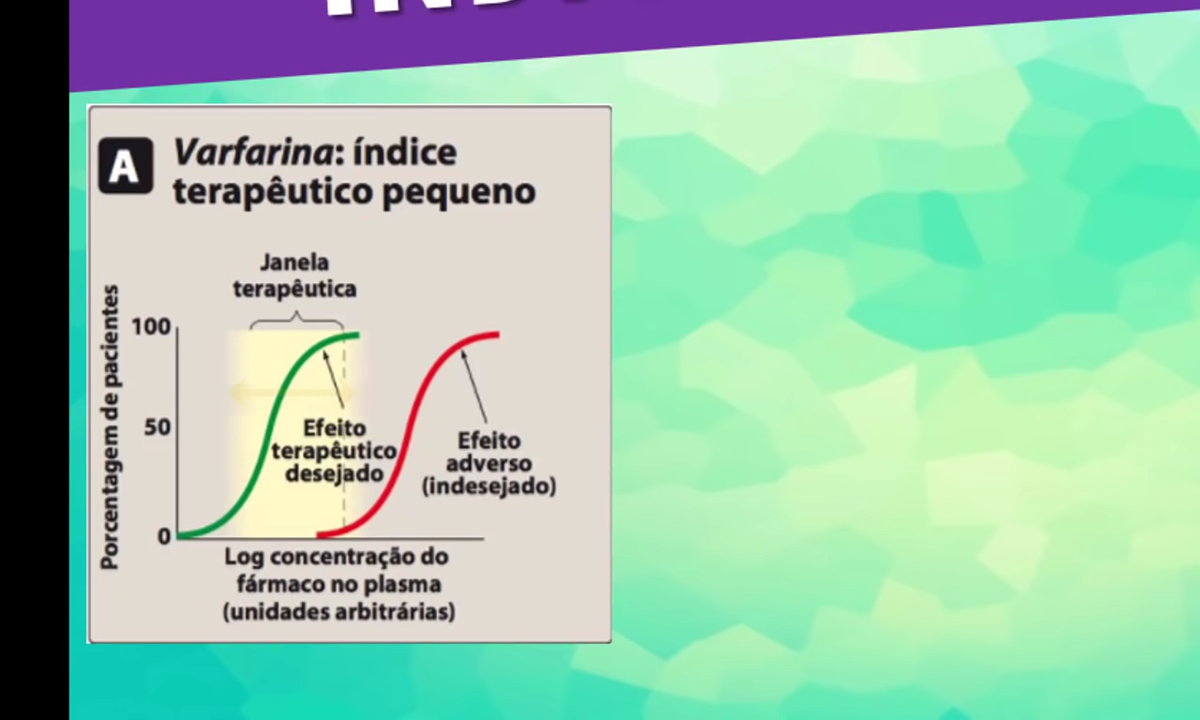 A
Varfarina: índice
terapêutico pequeno
Janela
terapêutica
Porcentagem de pacientes
100
50
0
Efeito
terapêutico
desejado
Efeito
adverso
(indesejado)
Log concentração do
fármaco no plasma
(unidades arbitrárias)